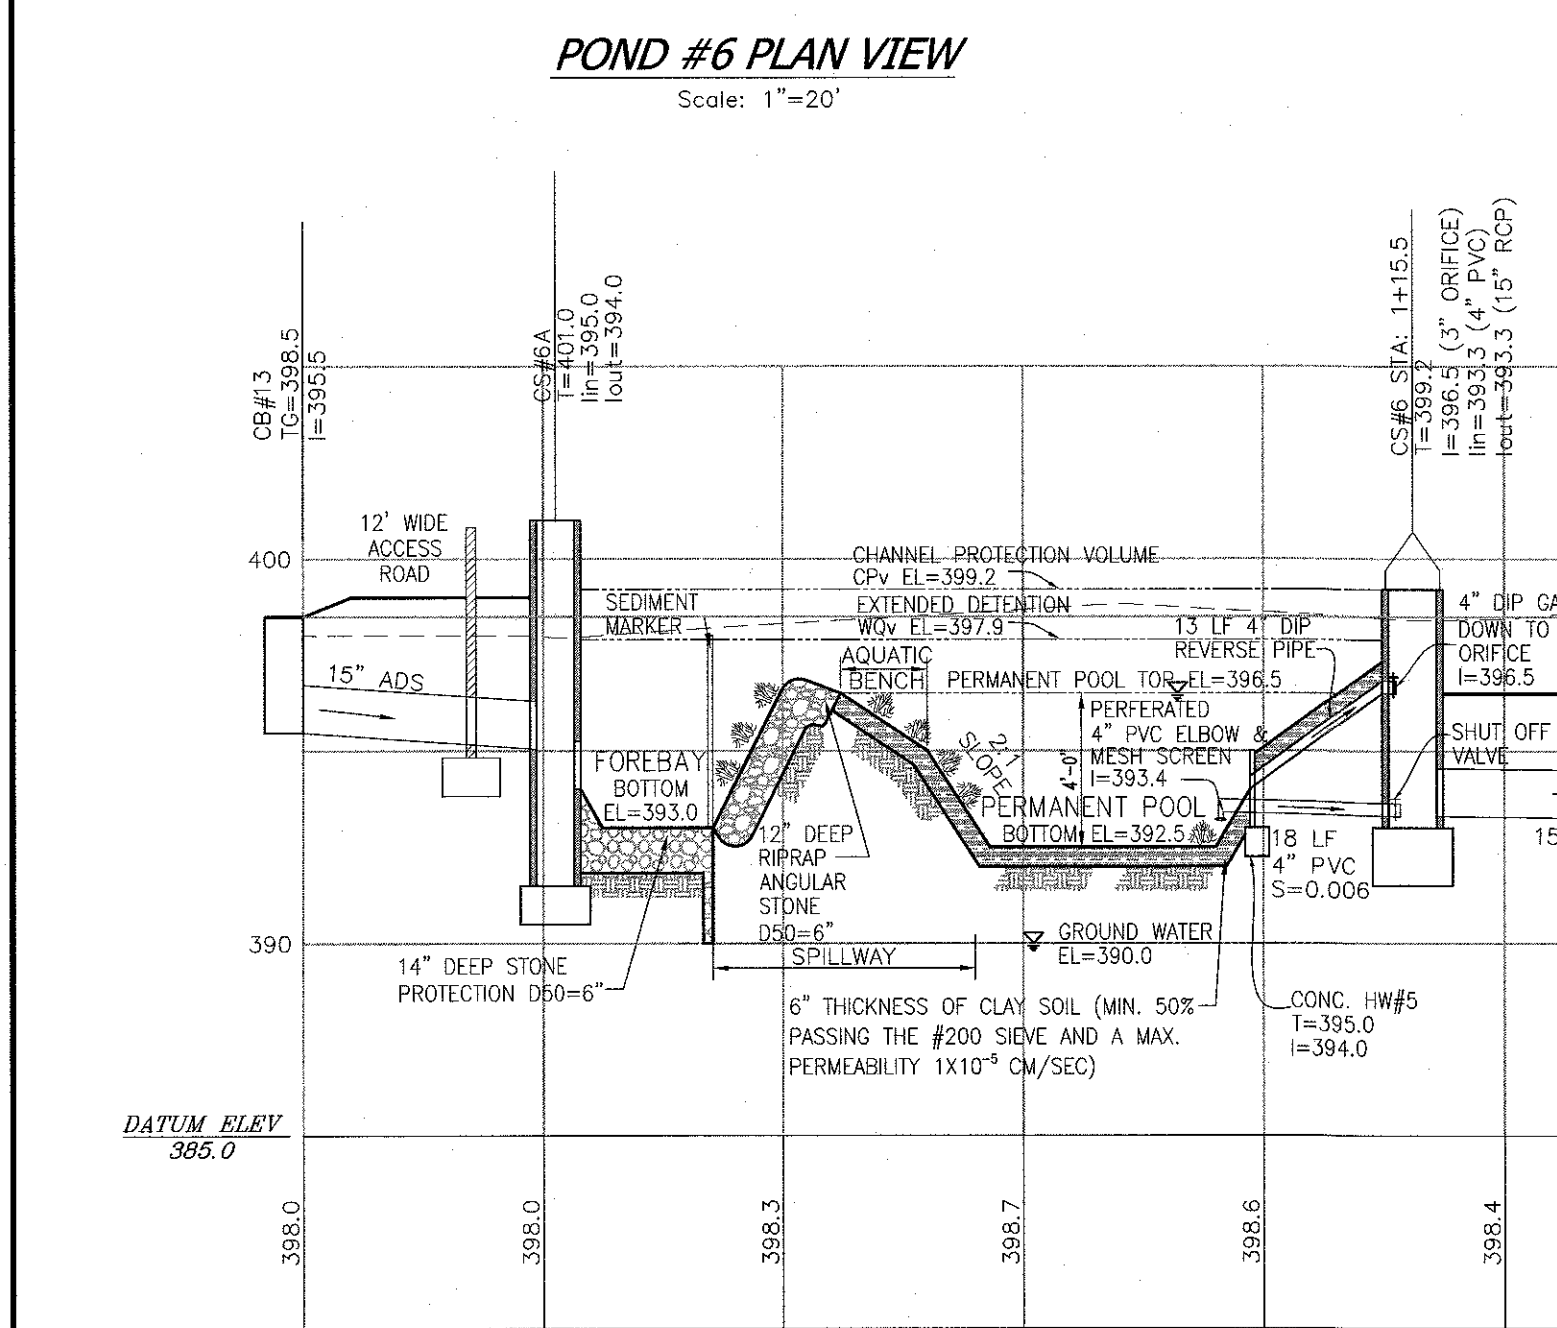 POND #6 PLAN VIEW
Scale: 1"=20'
CB#13
TG=398.5
I=395.5
CS#6A
T=401.0
Iin=395.0
Iout=394.0
CS#6 STA: 1+15.5
T=399.2
I=396.5 (3" ORIFICE)
Iin=393.3 (4" PVC)
Iout=393.3 (15" RCP)
12' WIDE
ACCESS
ROAD
400
CHANNEL PROTECTION VOLUME
CPv EL=399.2
SEDIMENT
MARKER
EXTENDED DETENTION
WQv EL=397.9
13 LF 4" DIP
REVERSE PIPE
4" DIP GA
DOWN TO
ORIFICE
I=396.5
15" ADS
AQUATIC
BENCH
PERMANENT POOL TOP EL=396.5
PERFERATED
4" PVC ELBOW &
MESH SCREEN
I=393.4
2:1
SLOPE
4'-0"
SHUT OFF
VALVE
FOREBAY
BOTTOM
EL=393.0
PERMANENT POOL
BOTTOM EL=392.5
12" DEEP
RIPRAP
ANGULAR
STONE
D50=6"
18 LF
4" PVC
S=0.006
15
390
GROUND WATER
EL=390.0
SPILLWAY
14" DEEP STONE
PROTECTION D50=6"
6" THICKNESS OF CLAY SOIL (MIN. 50%
PASSING THE #200 SIEVE AND A MAX.
PERMEABILITY 1X10⁻⁵ CM/SEC)
CONC. HW#5
T=395.0
I=394.0
DATUM ELEV
385.0
398.0
398.0
398.3
398.7
398.6
398.4